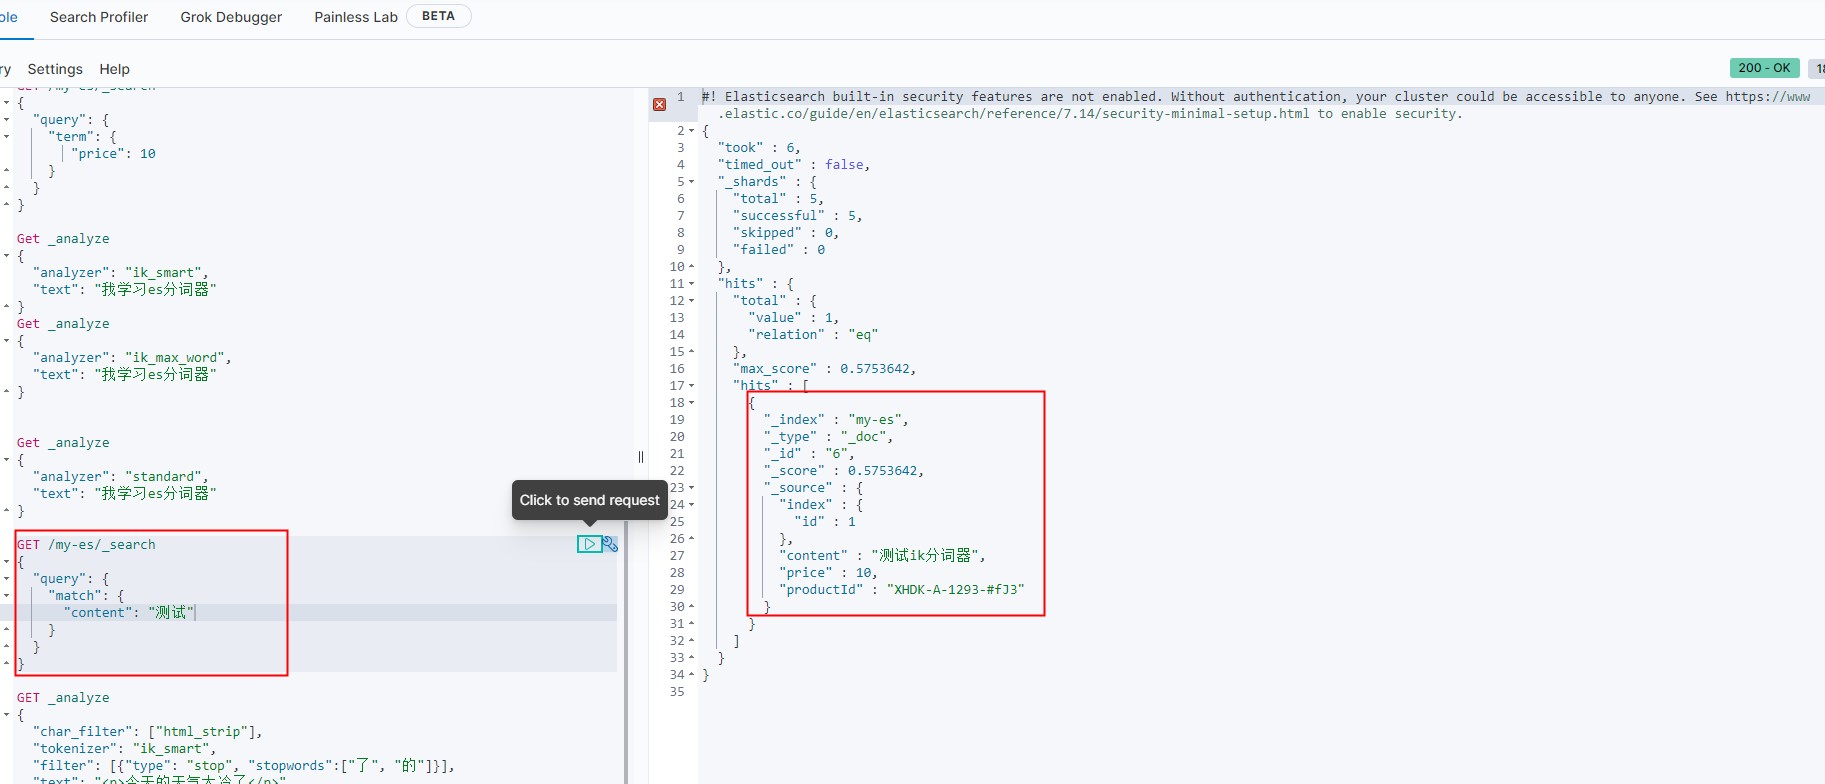 ole Search Profiler Grok Debugger Painless Lab BETA
ry Settings Help
200 - OK 18
GET /my-es/_search
{
"query": {
"term": {
"price": 10
}
}
}
Get _analyze
{
"analyzer": "ik_smart",
"text": "我学习es分词器"
}
Get _analyze
{
"analyzer": "ik_max_word",
"text": "我学习es分词器"
}
Get _analyze
{
"analyzer": "standard",
"text": "我学习es分词器"
}
Click to send request
GET /my-es/_search
{
"query": {
"match": {
"content": "测试"
}
}
}
GET _analyze
{
"char_filter": ["html_strip"],
"tokenizer": "ik_smart",
"filter": [{"type": "stop", "stopwords":["了", "的"]}],
"text": "<p>今天的天气太冷了</p>"
1 #! Elasticsearch built-in security features are not enabled. Without authentication, your cluster could be accessible to anyone. See https://www
.elastic.co/guide/en/elasticsearch/reference/7.14/security-minimal-setup.html to enable security.
2 {
3 "took" : 6,
4 "timed_out" : false,
5 "_shards" : {
6 "total" : 5,
7 "successful" : 5,
8 "skipped" : 0,
9 "failed" : 0
10 },
11 "hits" : {
12 "total" : {
13 "value" : 1,
14 "relation" : "eq"
15 },
16 "max_score" : 0.5753642,
17 "hits" : [
18 {
19 "_index" : "my-es",
20 "_type" : "_doc",
21 "_id" : "6",
22 "_score" : 0.5753642,
23 "_source" : {
24 "index" : {
25 "id" : 1
26 },
27 "content" : "测试ik分词器",
28 "price" : 10,
29 "productId" : "XHDK-A-1293-#fJ3"
30 }
31 }
32 ]
33 }
34 }
35